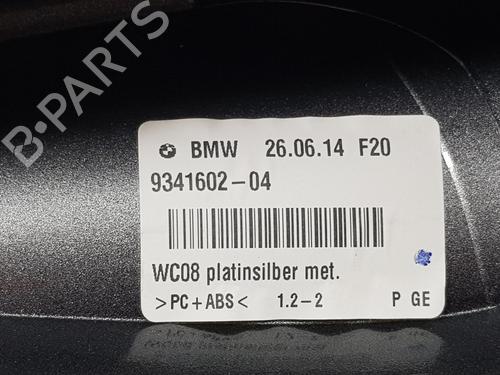 BMW 26.06.14 F20
9341602-04
WC08 platinsilber met.
>PC+ABS< 1.2-2 P GE
B-PARTS